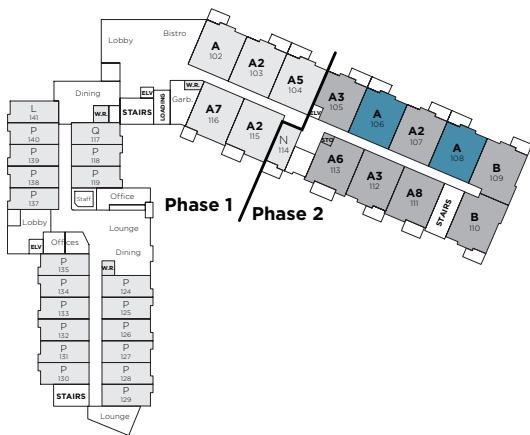 Lobby
Bistro
A
102
A2
103
A5
104
A3
105
A
106
A2
107
A
108
B
109
B
110
A8
111
A3
112
A6
113
N
114
A2
115
A7
116
ELV
STO
STAIRS
Phase 1
Phase 2
Dining
ELV
W.R.
STAIRS
LOADING
W.R.
Garb.
L
141
P
140
P
139
P
138
P
137
Q
117
P
118
P
119
Staff
Office
Lobby
ELV
Offices
Lounge
Dining
W.R.
P
135
P
134
P
133
P
132
P
131
P
130
P
124
P
125
P
126
P
127
P
128
P
129
STAIRS
Lounge